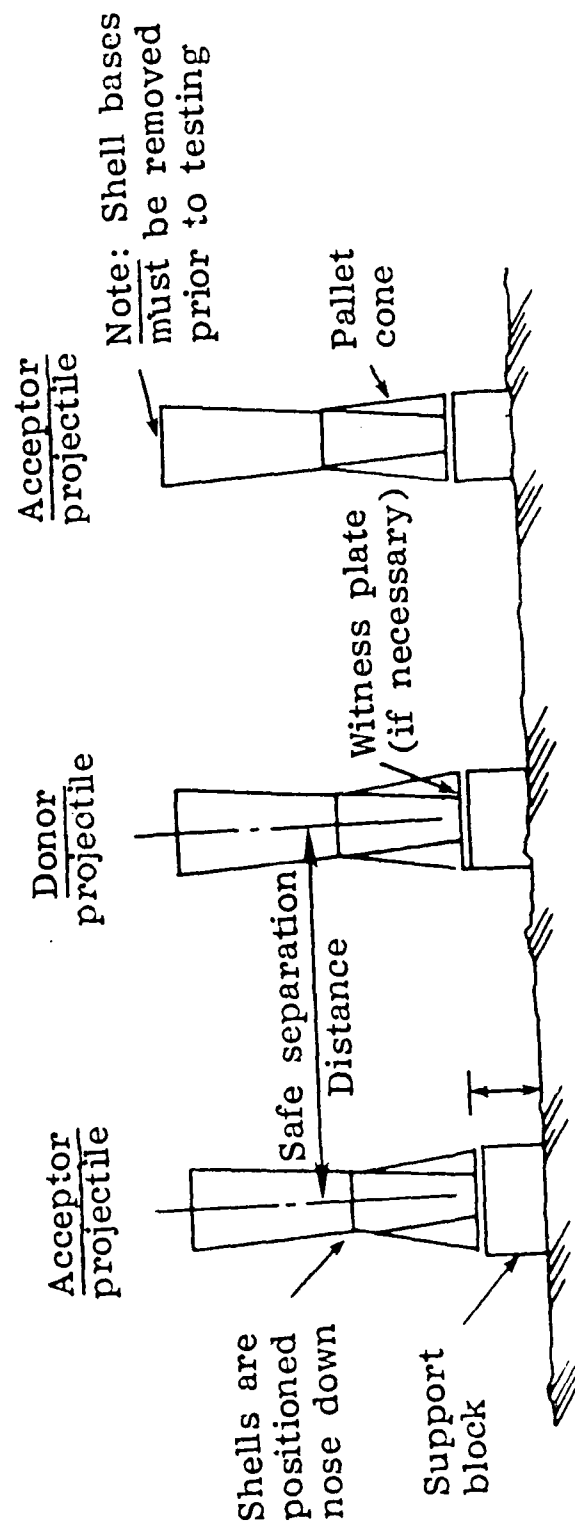 Acceptor
projectile
Donor
projectile
Acceptor
projectile
Note: Shell bases
must be removed
prior to testing
Safe separation
Distance
Shells are
positioned
nose down
Witness plate
(if necessary)
Pallet
cone
Support
block